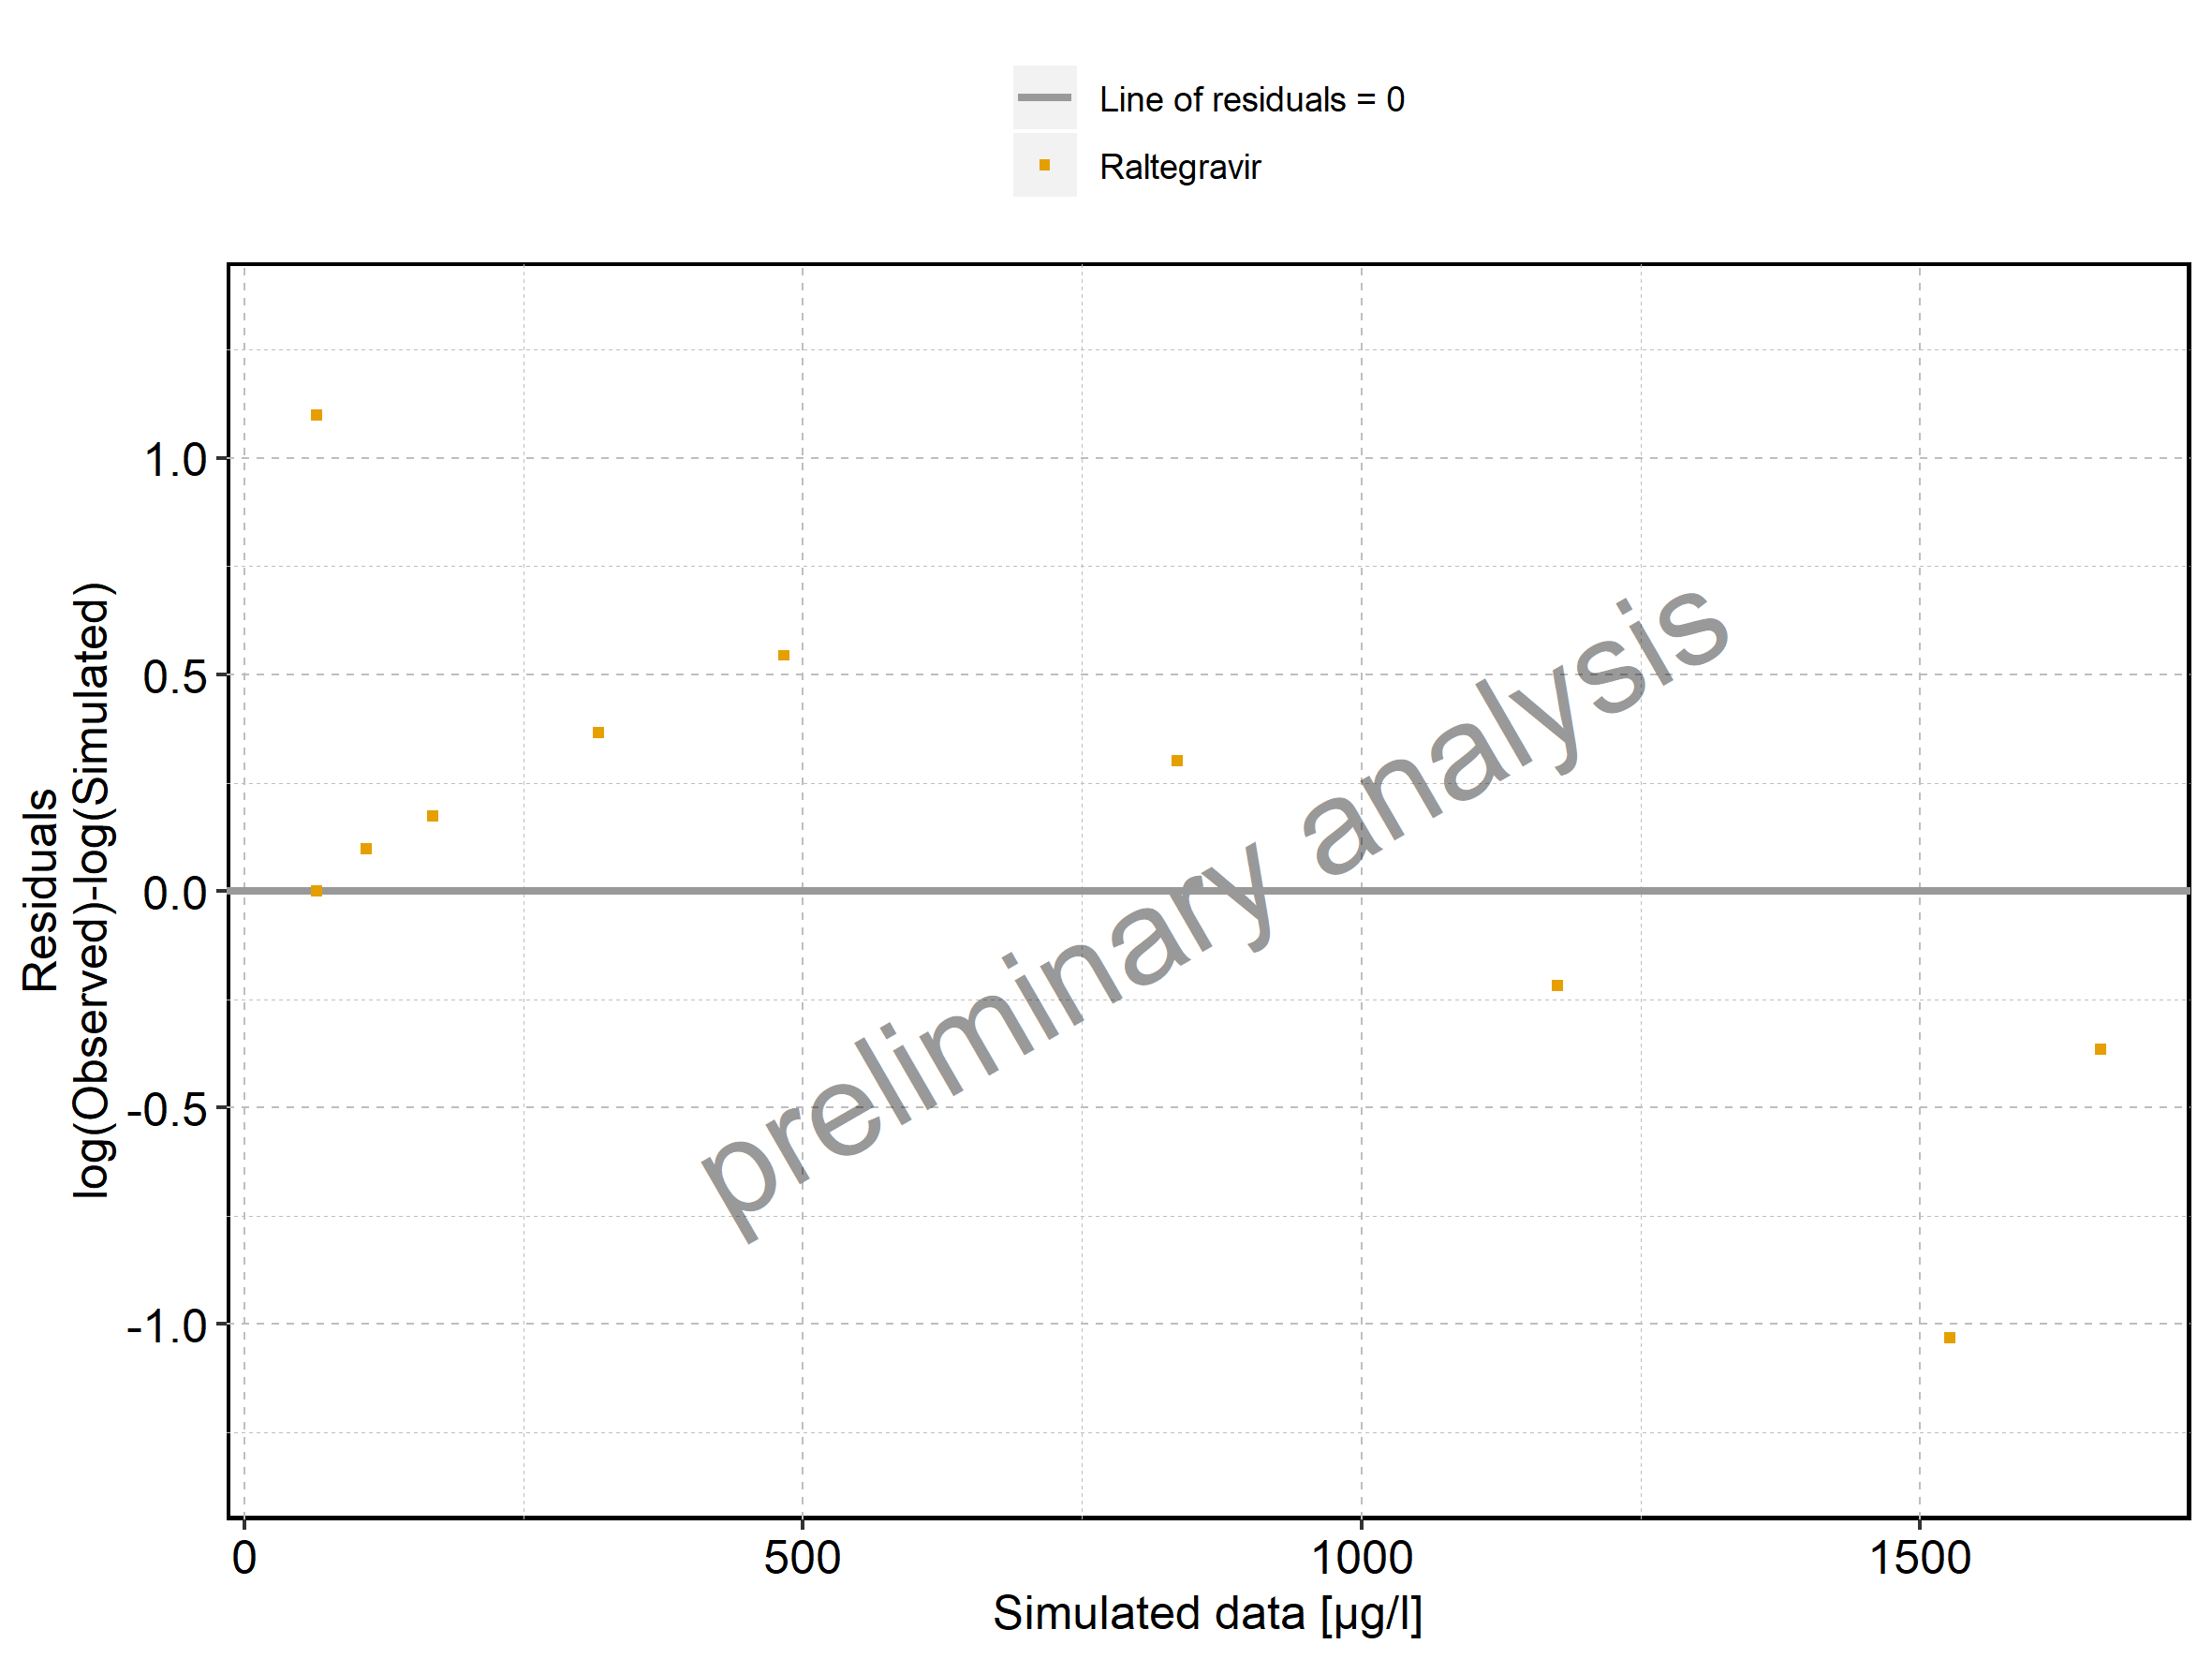 Line of residuals = 0
Raltegravir
Residuals
log(Observed)-log(Simulated)
1.0
0.5
0.0
-0.5
-1.0
preliminary analysis
0 500 1000 1500
Simulated data [µg/l]